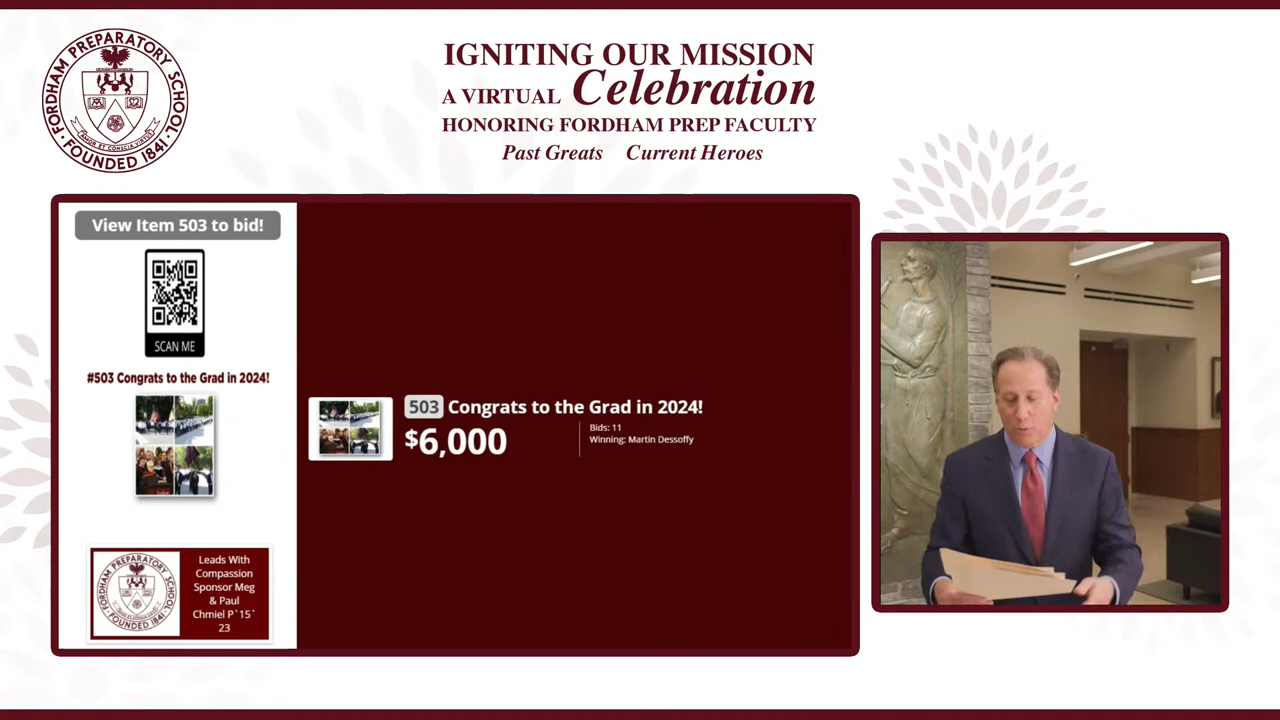 FORDHAM PREPARATORY SCHOOL
FOUNDED 1841
IGNITING OUR MISSION
A VIRTUAL Celebration
HONORING FORDHAM PREP FACULTY
Past Greats Current Heroes
View Item 503 to bid!
SCAN ME
#503 Congrats to the Grad in 2024!
503 Congrats to the Grad in 2024!
$6,000
Bids: 11
Winning: Martin Dessoffy
FORDHAM PREPARATORY SCHOOL
FOUNDED 1841
Leads With
Compassion
Sponsor Meg
& Paul
Chmiel P`15`
23